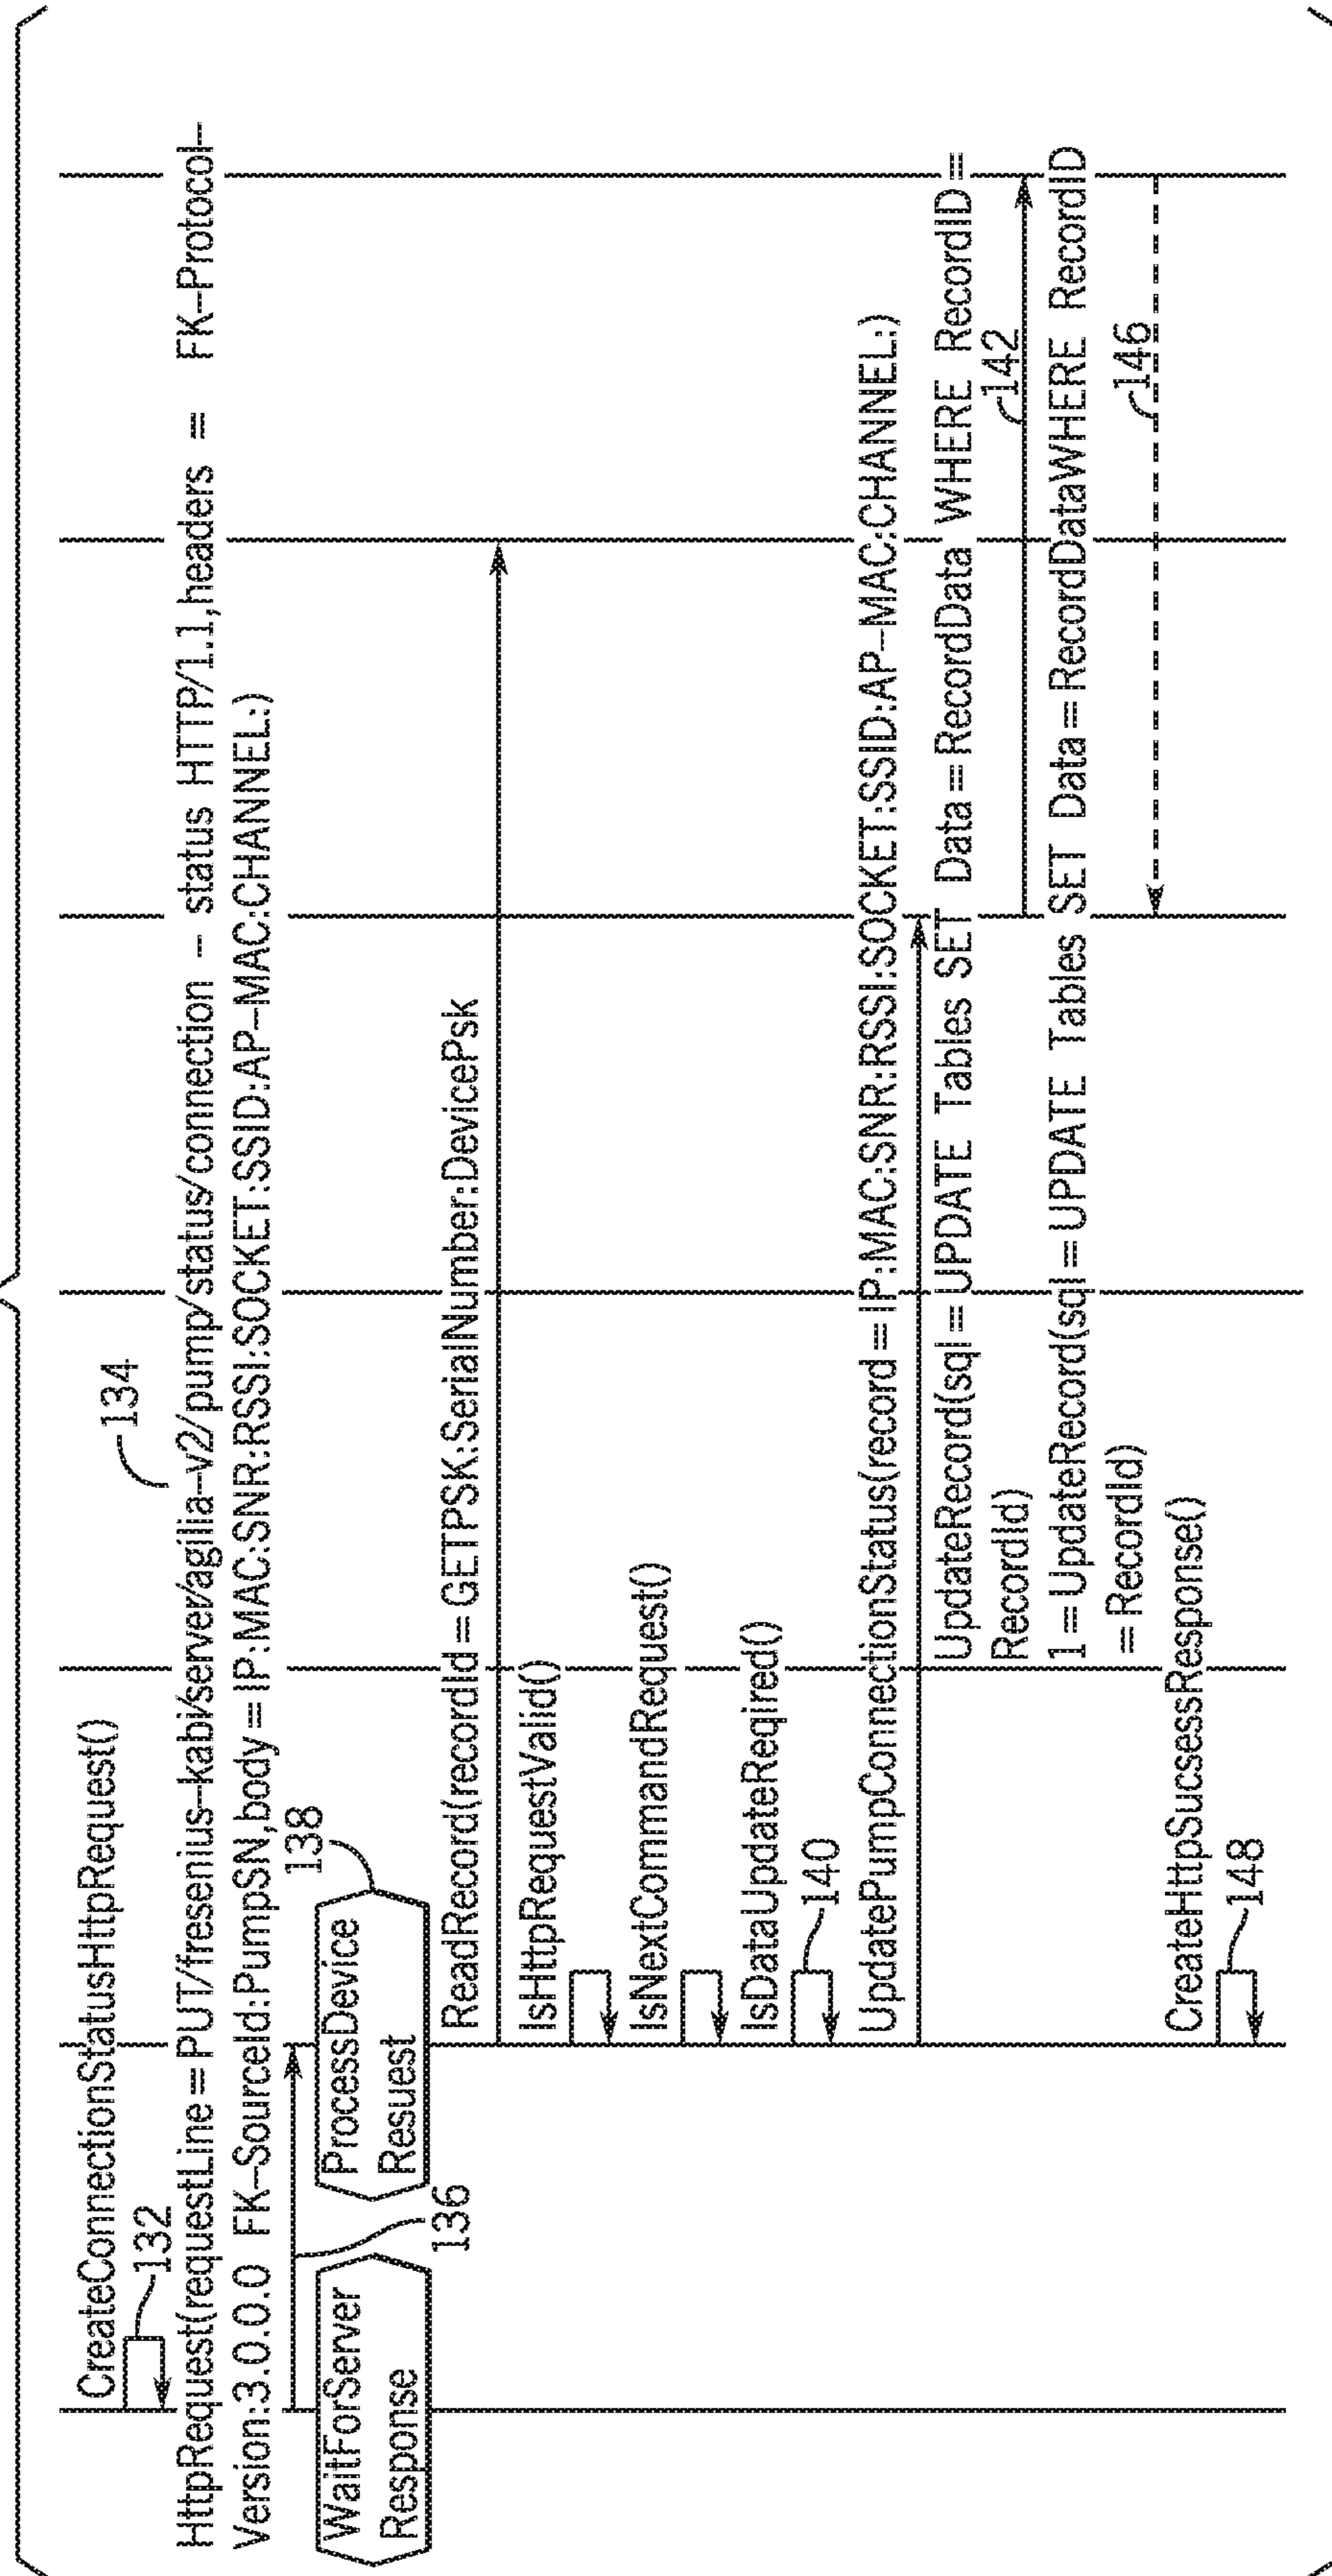 CreateConnectionStatusHttpRequest()
132
134
HttpRequest(requestLine = PUT/fresenius-kabi/server/agilia-v2/pump/status/connection - status HTTP/1.1,headers = FK-Protocol-
Version:3.0.0.0 FK-SourceId:PumpSN,body = IP:MAC:SNR:RSSI:SOCKET:SSID:AP-MAC:CHANNEL:)
136
138
WaitForServer
Response
ProcessDevice
Resuest
ReadRecord(recordId = GETPSK:SerialNumber:DevicePsk
IsHttpRequestValid()
IsNextCommandRequest()
IsDataUpdateReqired()
140
UpdatePumpConnectionStatus(record = IP:MAC:SNR:RSSI:SOCKET:SSID:AP-MAC:CHANNEL:)
UpdateRecord(sql = UPDATE Tables SET Data = RecordData WHERE RecordID =
RecordId)
142
1 = UpdateRecord(sql = UPDATE Tables SET Data = RecordDataWHERE RecordID
= RecordId)
146
CreateHttpSucsessResponse()
148